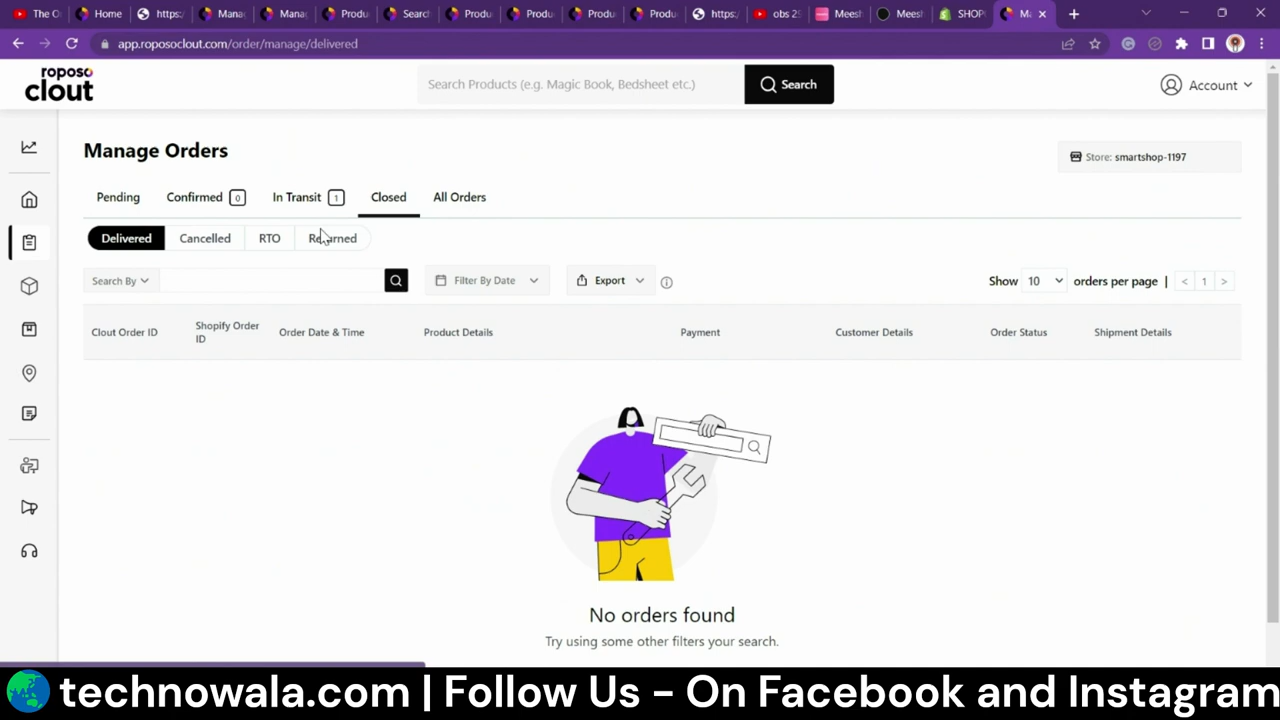 The O
Home
https:
Mana
Mana
Produ
Search
Produ
Produ
Produ
Produ
https:
obs 25
Meesh
Meesh
SHOP
Ma
app.roposoclout.com/order/manage/delivered
roposo
clout
Search Products (e.g. Magic Book, Bedsheet etc.)
Search
Account
Manage Orders
Store: smartshop-1197
Pending
Confirmed 0
In Transit 1
Closed
All Orders
Delivered
Cancelled
RTO
Returned
Search By
Filter By Date
Export
Show 10 orders per page | < 1 >
Clout Order ID
Shopify Order
ID
Order Date & Time
Product Details
Payment
Customer Details
Order Status
Shipment Details
No orders found
Try using some other filters your search.
technowala.com | Follow Us - On Facebook and Instagram